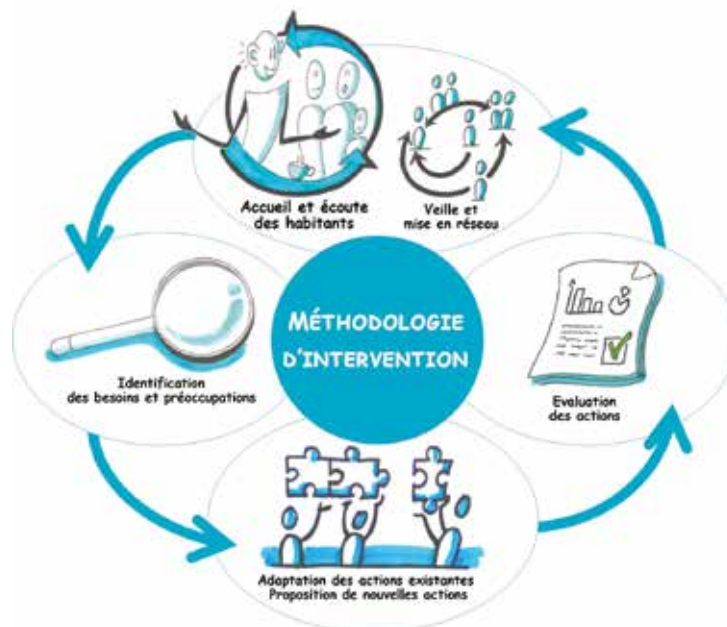 Accueil et écoute
des habitants
Veille et
mise en réseau
MÉTHODOLOGIE
D'INTERVENTION
Identification
des besoins et préoccupations
Evaluation
des actions
Adaptation des actions existantes
Proposition de nouvelles actions